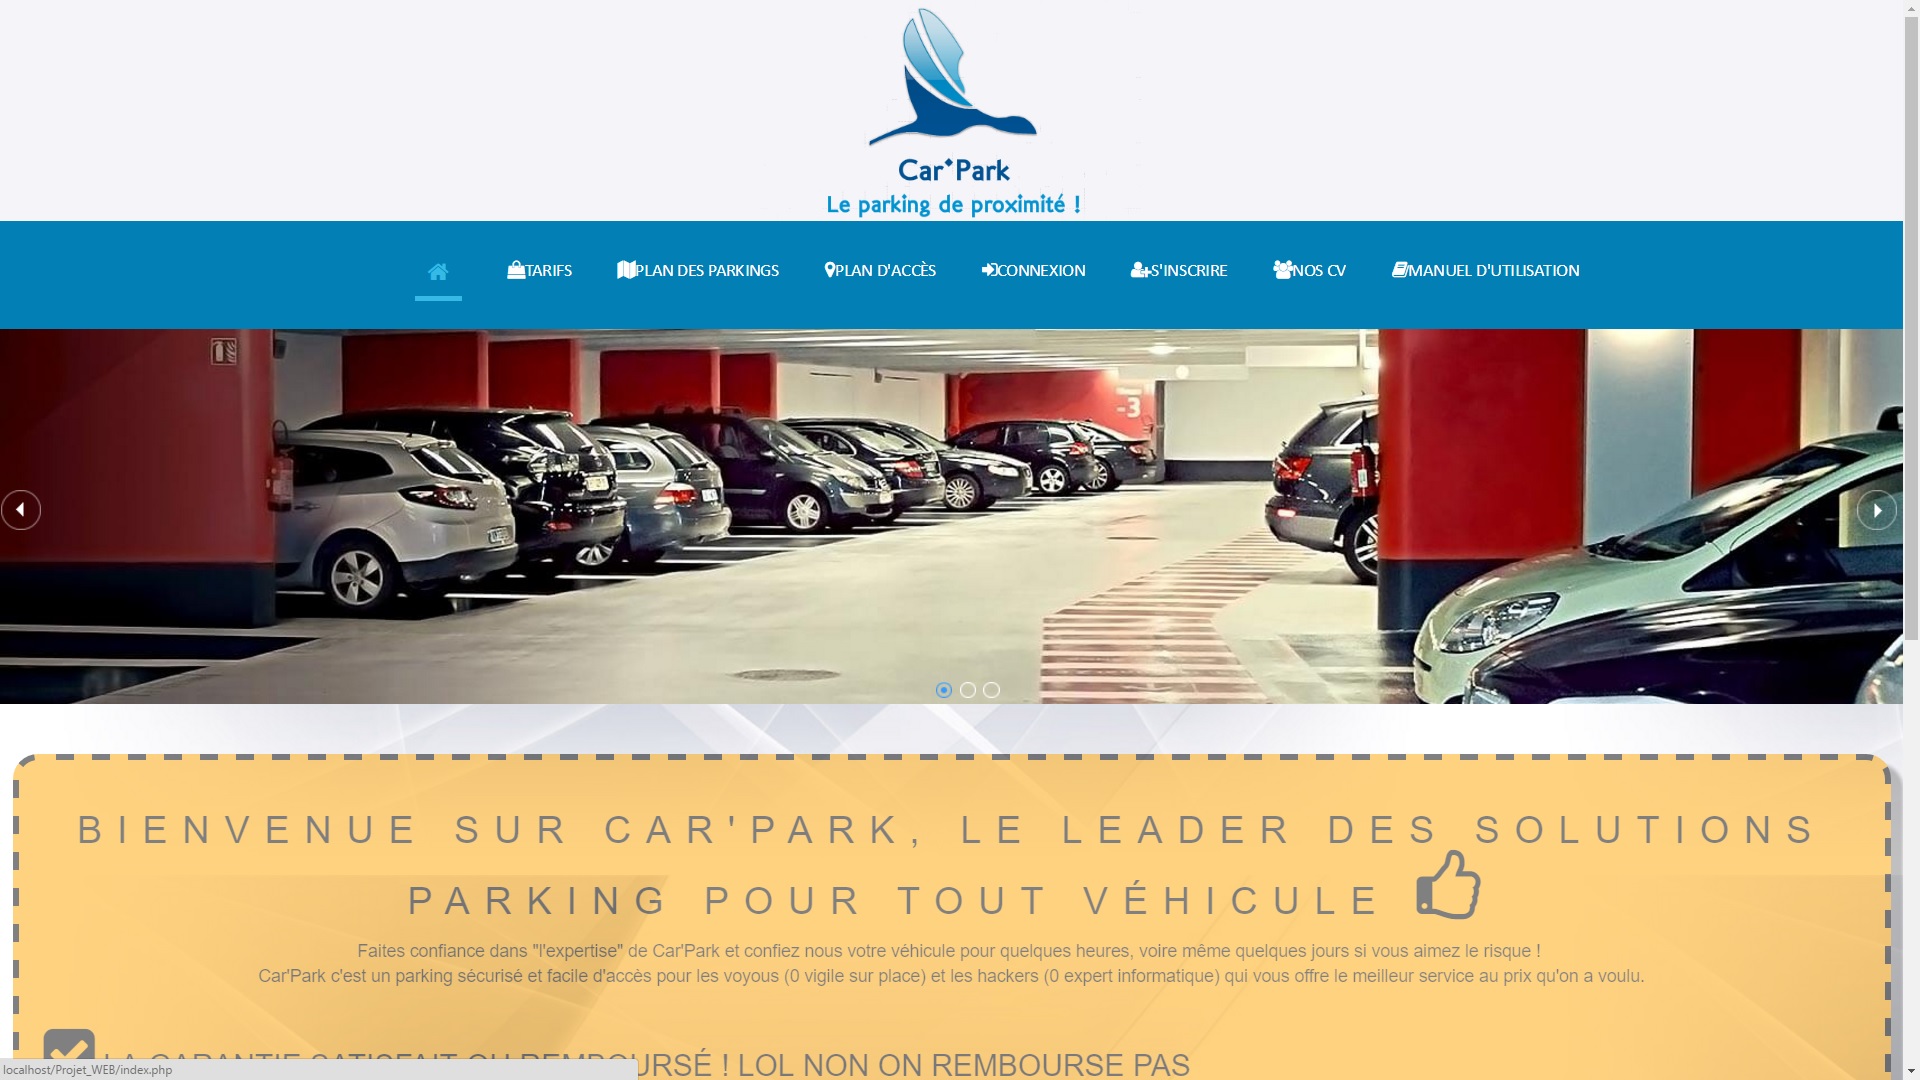 Car'Park
Le parking de proximité !
TARIFS PLAN DES PARKINGS PLAN D'ACCÈS CONNEXION S'INSCRIRE NOS CV MANUEL D'UTILISATION
-3
BIENVENUE SUR CAR'PARK, LE LEADER DES SOLUTIONS
PARKING POUR TOUT VÉHICULE
Faites confiance dans "l'expertise" de Car'Park et confiez nous votre véhicule pour quelques heures, voire même quelques jours si vous aimez le risque !
Car'Park c'est un parking sécurisé et facile d'accès pour les voyous (0 vigile sur place) et les hackers (0 expert informatique) qui vous offre le meilleur service au prix qu'on a voulu.
LA GARANTIE SATISFAIT OU REMBOURSÉ ! LOL NON ON REMBOURSE PAS
localhost/Projet_WEB/index.php